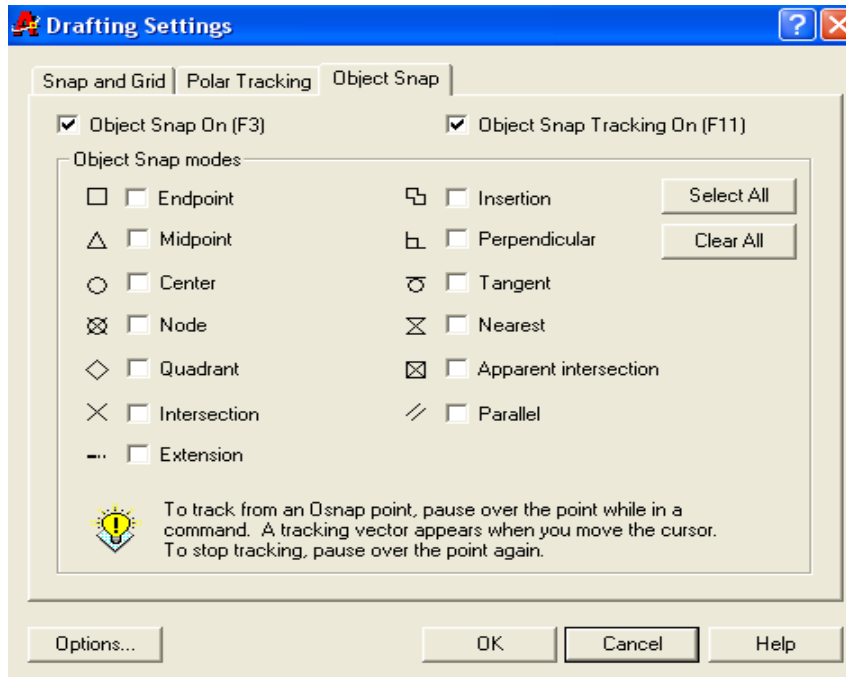 Drafting Settings
Snap and Grid Polar Tracking Object Snap
Object Snap On (F3) Object Snap Tracking On (F11)
Object Snap modes
Endpoint Insertion Select All
Midpoint Perpendicular Clear All
Center Tangent
Node Nearest
Quadrant Apparent intersection
Intersection Parallel
Extension
To track from an Osnap point, pause over the point while in a
command. A tracking vector appears when you move the cursor.
To stop tracking, pause over the point again.
Options... OK Cancel Help